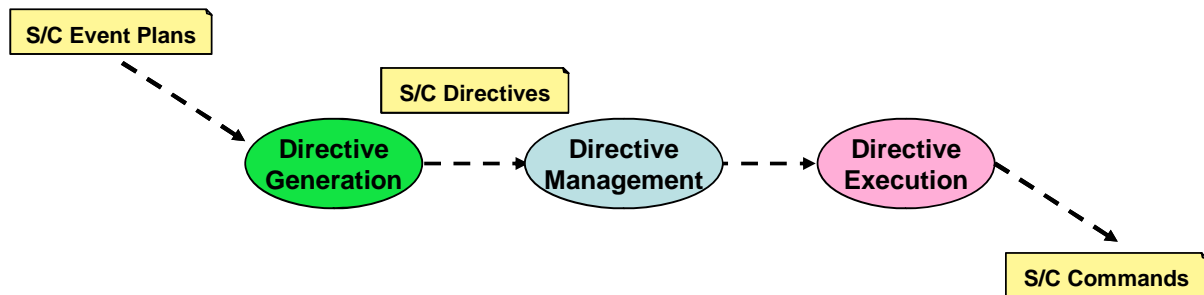 S/C Event Plans
S/C Directives
Directive
Generation
Directive
Management
Directive
Execution
S/C Commands